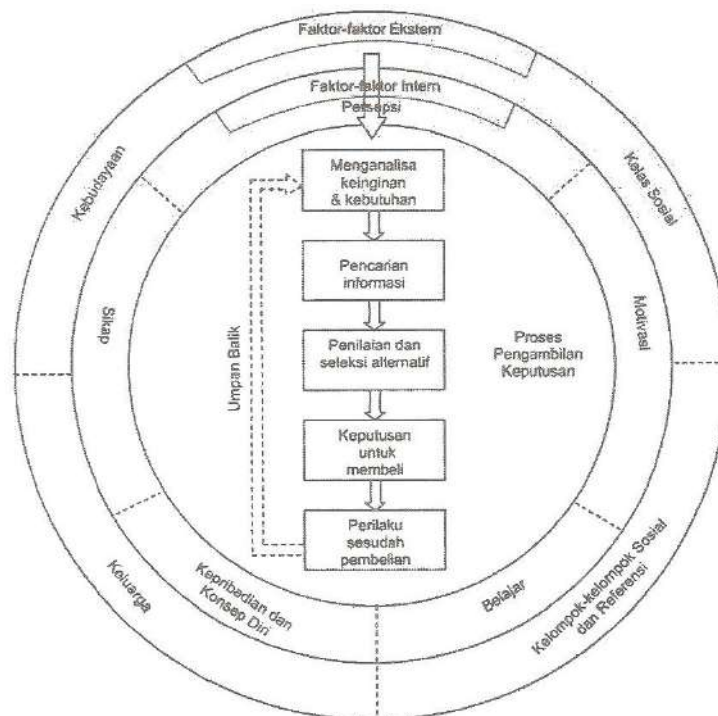 Faktor-faktor Ekstern
Faktor-faktor Intern
Persepsi
Kebudayaan
Kelas Sosial
Sikap
Motivasi
Menganalisa
keinginan
& kebutuhan
Pencarian
informasi
Penilaian dan
seleksi alternatif
Keputusan
untuk
membeli
Perilaku
sesudah
pembelian
Umpan Balik
Proses
Pengambilan
Keputusan
Keluarga
Kepribadian dan
Konsep Diri
Belajar
Kelompok-kelompok Sosial
dan Referensi